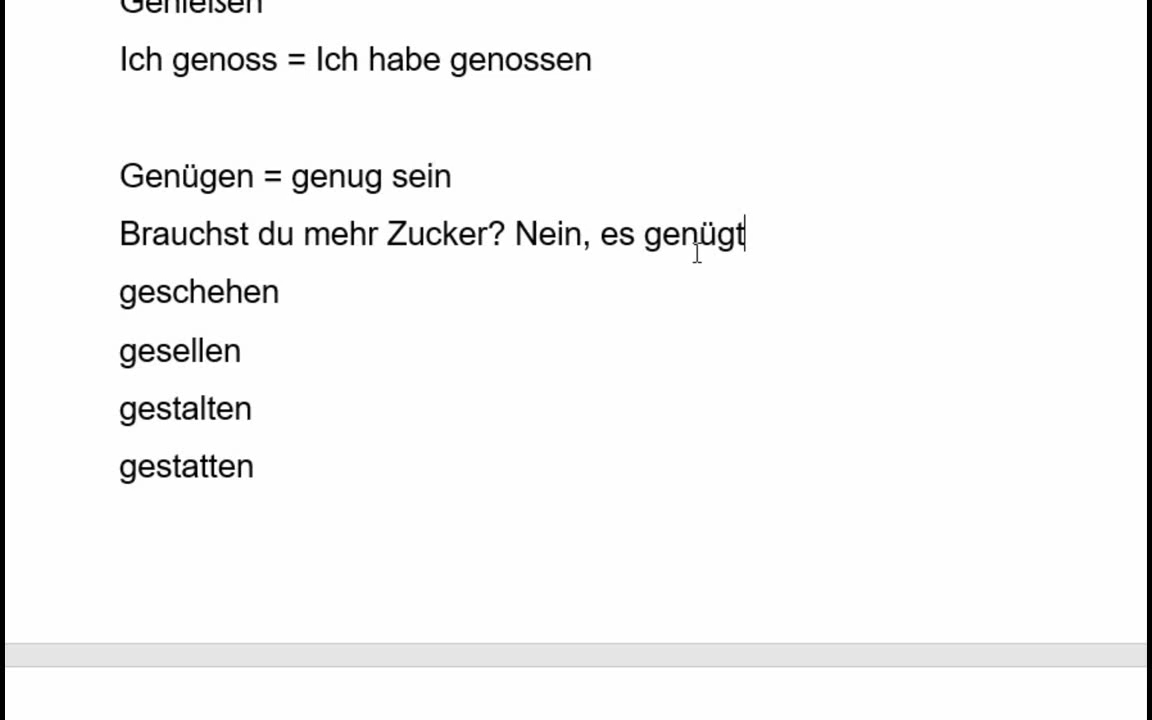 Genießen
Ich genoss = Ich habe genossen
Genügen = genug sein
Brauchst du mehr Zucker? Nein, es genügt
geschehen
gesellen
gestalten
gestatten